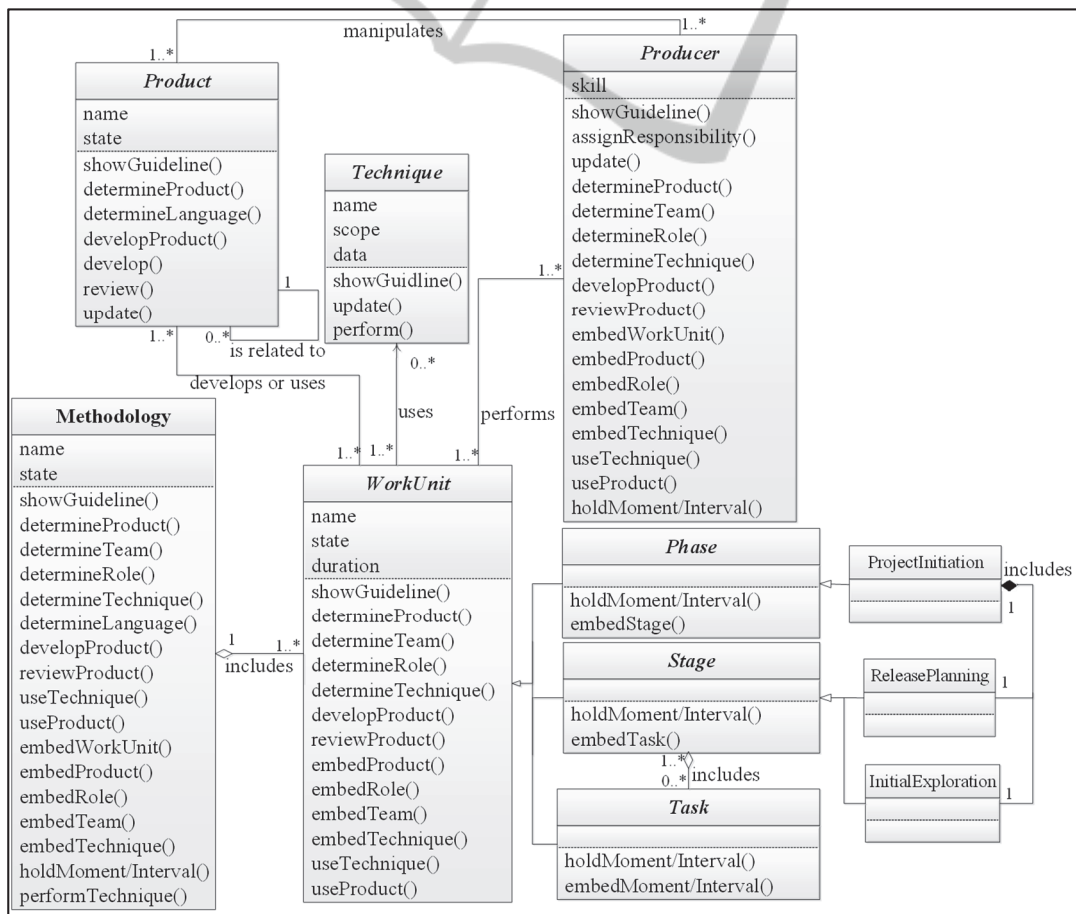 manipulates
1..*
1..*
Product
name
state
showGuideline()
determineProduct()
determineLanguage()
developProduct()
develop()
review()
update()
1
0..*
is related to
1..*
develops or uses
1..*
Technique
name
scope
data
showGuidline()
update()
perform()
0..*
uses
1..*
Producer
skill
showGuideline()
assignResponsibility()
update()
determineProduct()
determineTeam()
determineRole()
determineTechnique()
developProduct()
reviewProduct()
embedWorkUnit()
embedProduct()
embedRole()
embedTeam()
embedTechnique()
useTechnique()
useProduct()
holdMoment/Interval()
1..*
performs
1..*
Methodology
name
state
showGuideline()
determineProduct()
determineTeam()
determineRole()
determineTechnique()
determineLanguage()
developProduct()
reviewProduct()
useTechnique()
useProduct()
embedWorkUnit()
embedProduct()
embedRole()
embedTeam()
embedTechnique()
holdMoment/Interval()
performTechnique()
1
1..*
includes
WorkUnit
name
state
duration
showGuideline()
determineProduct()
determineTeam()
determineRole()
determineTechnique()
developProduct()
reviewProduct()
embedProduct()
embedRole()
embedTeam()
embedTechnique()
useTechnique()
useProduct()
Phase
holdMoment/Interval()
embedStage()
Stage
holdMoment/Interval()
embedTask()
1..*
includes
0..*
Task
holdMoment/Interval()
embedMoment/Interval()
ProjectInitiation
includes
1
ReleasePlanning
1
InitialExploration
1